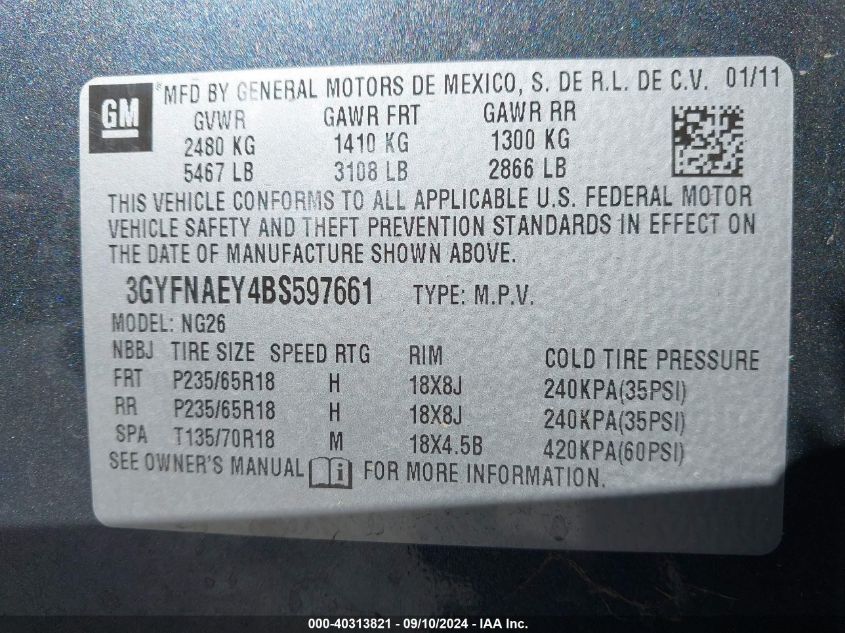 GM
®MFD BY GENERAL MOTORS DE MEXICO, S. DE R.L. DE C.V. 01/11
GVWR GAWR FRT GAWR RR
2480 KG 1410 KG 1300 KG
5467 LB 3108 LB 2866 LB
THIS VEHICLE CONFORMS TO ALL APPLICABLE U.S. FEDERAL MOTOR
VEHICLE SAFETY AND THEFT PREVENTION STANDARDS IN EFFECT ON
THE DATE OF MANUFACTURE SHOWN ABOVE.
3GYFNAEY4BS597661 TYPE: M.P.V.
MODEL: NG26
NBBJ TIRE SIZE SPEED RTG RIM COLD TIRE PRESSURE
FRT P235/65R18 H 18X8J 240KPA(35PSI)
RR P235/65R18 H 18X8J 240KPA(35PSI)
SPA T135/70R18 M 18X4.5B 420KPA(60PSI)
SEE OWNER'S MANUAL i FOR MORE INFORMATION.
000-40313821 - 09/10/2024 - IAA Inc.